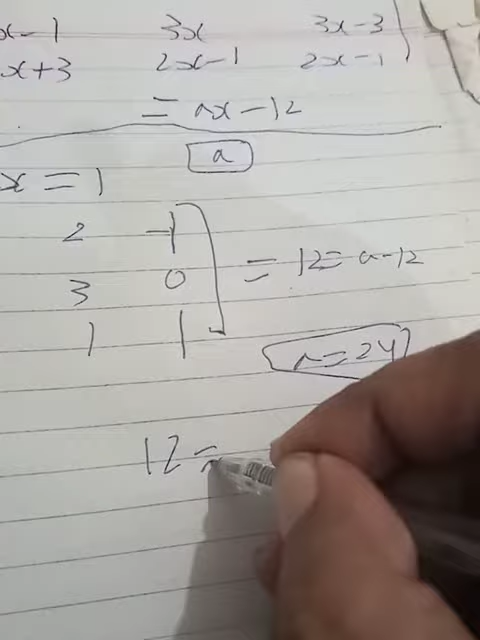 x-1 3x 3x-3
x+3 2x-1 2x-1
= ax-12
a
x=1
2 -1
3 0 = 12=a-12
1 1
a=24
12=